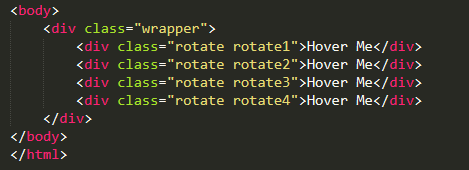 <body>
    <div class="wrapper">
        <div class="rotate rotate1">Hover Me</div>
        <div class="rotate rotate2">Hover Me</div>
        <div class="rotate rotate3">Hover Me</div>
        <div class="rotate rotate4">Hover Me</div>
    </div>
</body>
</html>